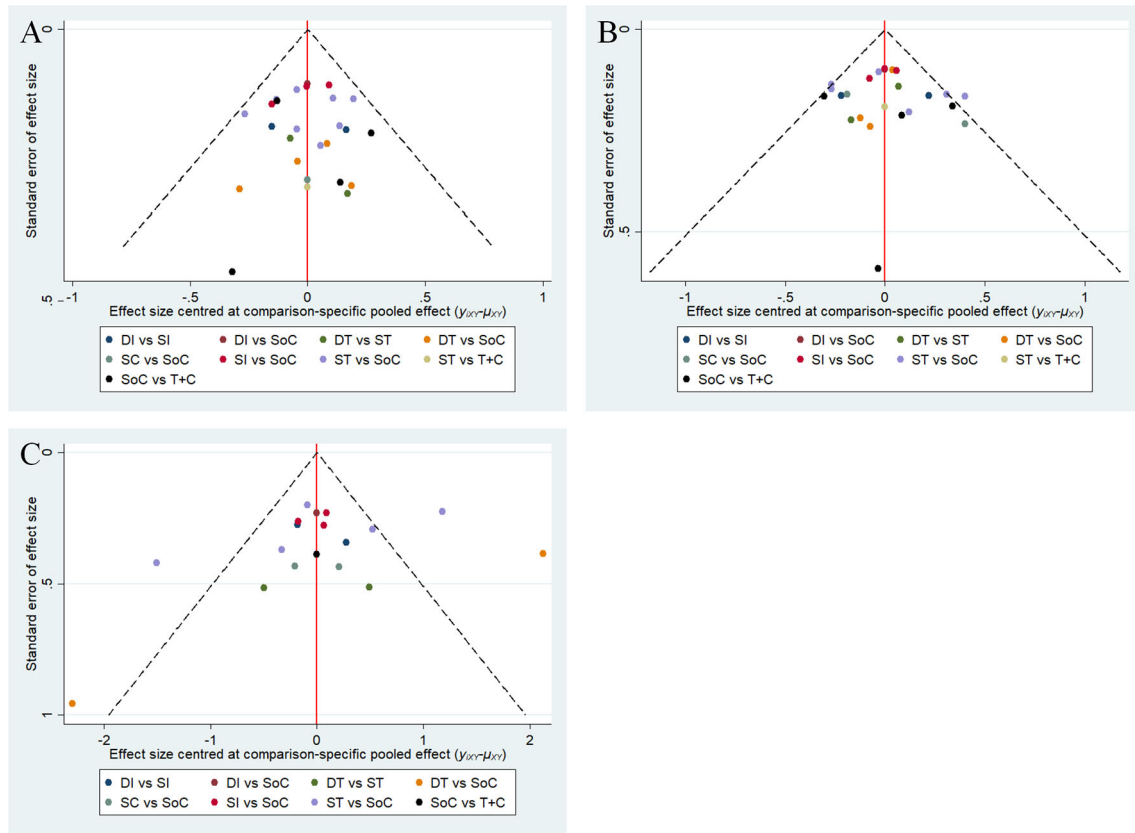 A
0
.5
Standard error of effect size
-1 -.5 0 .5 1
Effect size centred at comparison-specific pooled effect (yiXY-μXY)
DI vs SI DI vs SoC DT vs ST DT vs SoC
SC vs SoC SI vs SoC ST vs SoC ST vs T+C
SoC vs T+C
B
0
.5
Standard error of effect size
-1 -.5 0 .5 1
Effect size centred at comparison-specific pooled effect (yiXY-μXY)
DI vs SI DI vs SoC DT vs ST DT vs SoC
SC vs SoC SI vs SoC ST vs SoC ST vs T+C
SoC vs T+C
C
0
.5
1
Standard error of effect size
-2 -1 0 1 2
Effect size centred at comparison-specific pooled effect (yiXY-μXY)
DI vs SI DI vs SoC DT vs ST DT vs SoC
SC vs SoC SI vs SoC ST vs SoC SoC vs T+C